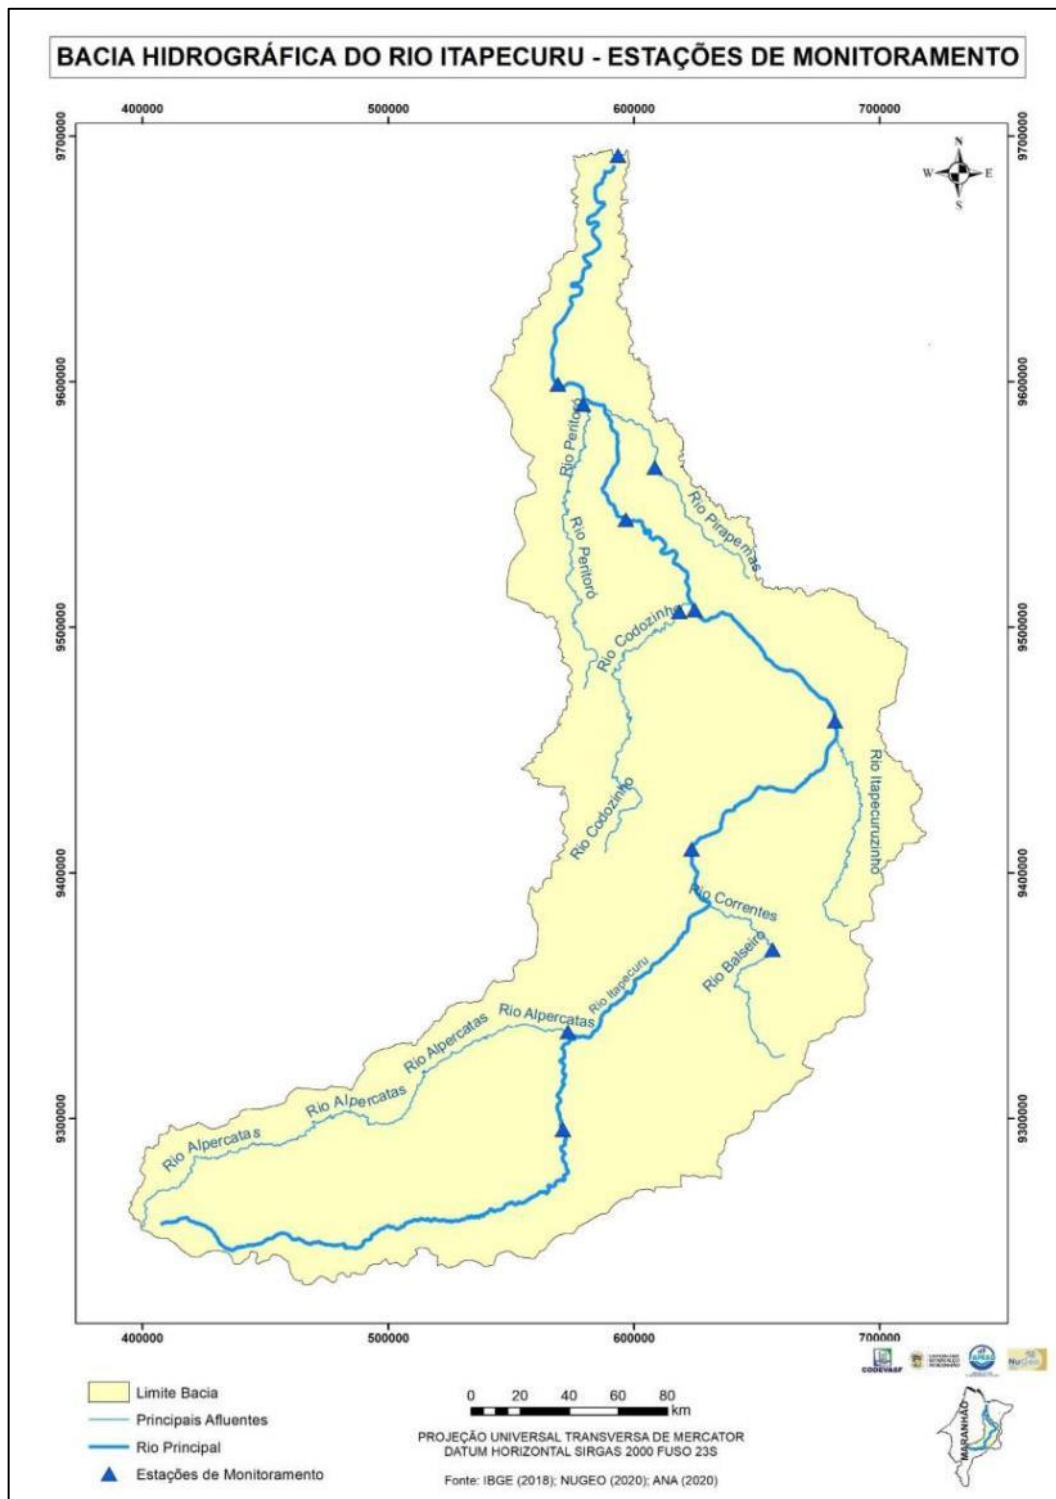 BACIA HIDROGRÁFICA DO RIO ITAPECURU - ESTAÇÕES DE MONITORAMENTO
400000
500000
600000
700000
9700000
9700000
N
W
E
S
9600000
9600000
Rio Peritoró
Rio Pirapemas
Rio Peritoró
9500000
9500000
Rio Codozinho
Rio Itapecuruzinho
Rio Codozinho
9400000
9400000
Rio Correntes
Rio Balseiro
Rio Itapecuru
Rio Alpercatas
Rio Alpercatas
Rio Alpercatas
Rio Alpercatas
9300000
9300000
400000
500000
600000
700000
CODEVASF
NuGeo
Limite Bacia
Principais Afluentes
Rio Principal
Estações de Monitoramento
0 20 40 60 80
km
PROJEÇÃO UNIVERSAL TRANSVERSA DE MERCATOR
DATUM HORIZONTAL SIRGAS 2000 FUSO 23S
Fonte: IBGE (2018); NUGEO (2020); ANA (2020)
MARANHÃO